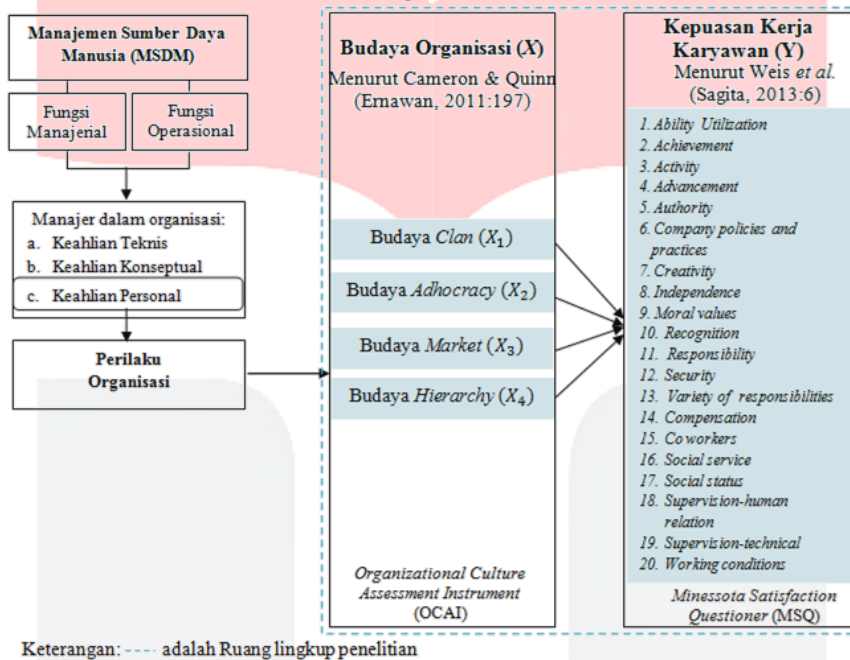 Manajemen Sumber Daya
Manusia (MSDM)
Fungsi
Manajerial
Fungsi
Operasional
Manajer dalam organisasi:
a. Keahlian Teknis
b. Keahlian Konseptual
c. Keahlian Personal
Perilaku
Organisasi
Budaya Organisasi (X)
Menurut Cameron & Quinn
(Ernawan, 2011:197)
Budaya Clan (X₁)
Budaya Adhocracy (X₂)
Budaya Market (X₃)
Budaya Hierarchy (X₄)
Organizational Culture
Assessment Instrument
(OCAI)
Kepuasan Kerja
Karyawan (Y)
Menurut Weis et al.
(Sagita, 2013:6)
1. Ability Utilization
2. Achievement
3. Activity
4. Advancement
5. Authority
6. Company policies and
practices
7. Creativity
8. Independence
9. Moral values
10. Recognition
11. Responsibility
12. Security
13. Variety of responsibilities
14. Compensation
15. Co workers
16. Social service
17. Social status
18. Supervision-human
relation
19. Supervision-technical
20. Working conditions
Minessota Satisfaction
Questioner (MSQ)
Keterangan: ---- adalah Ruang lingkup penelitian